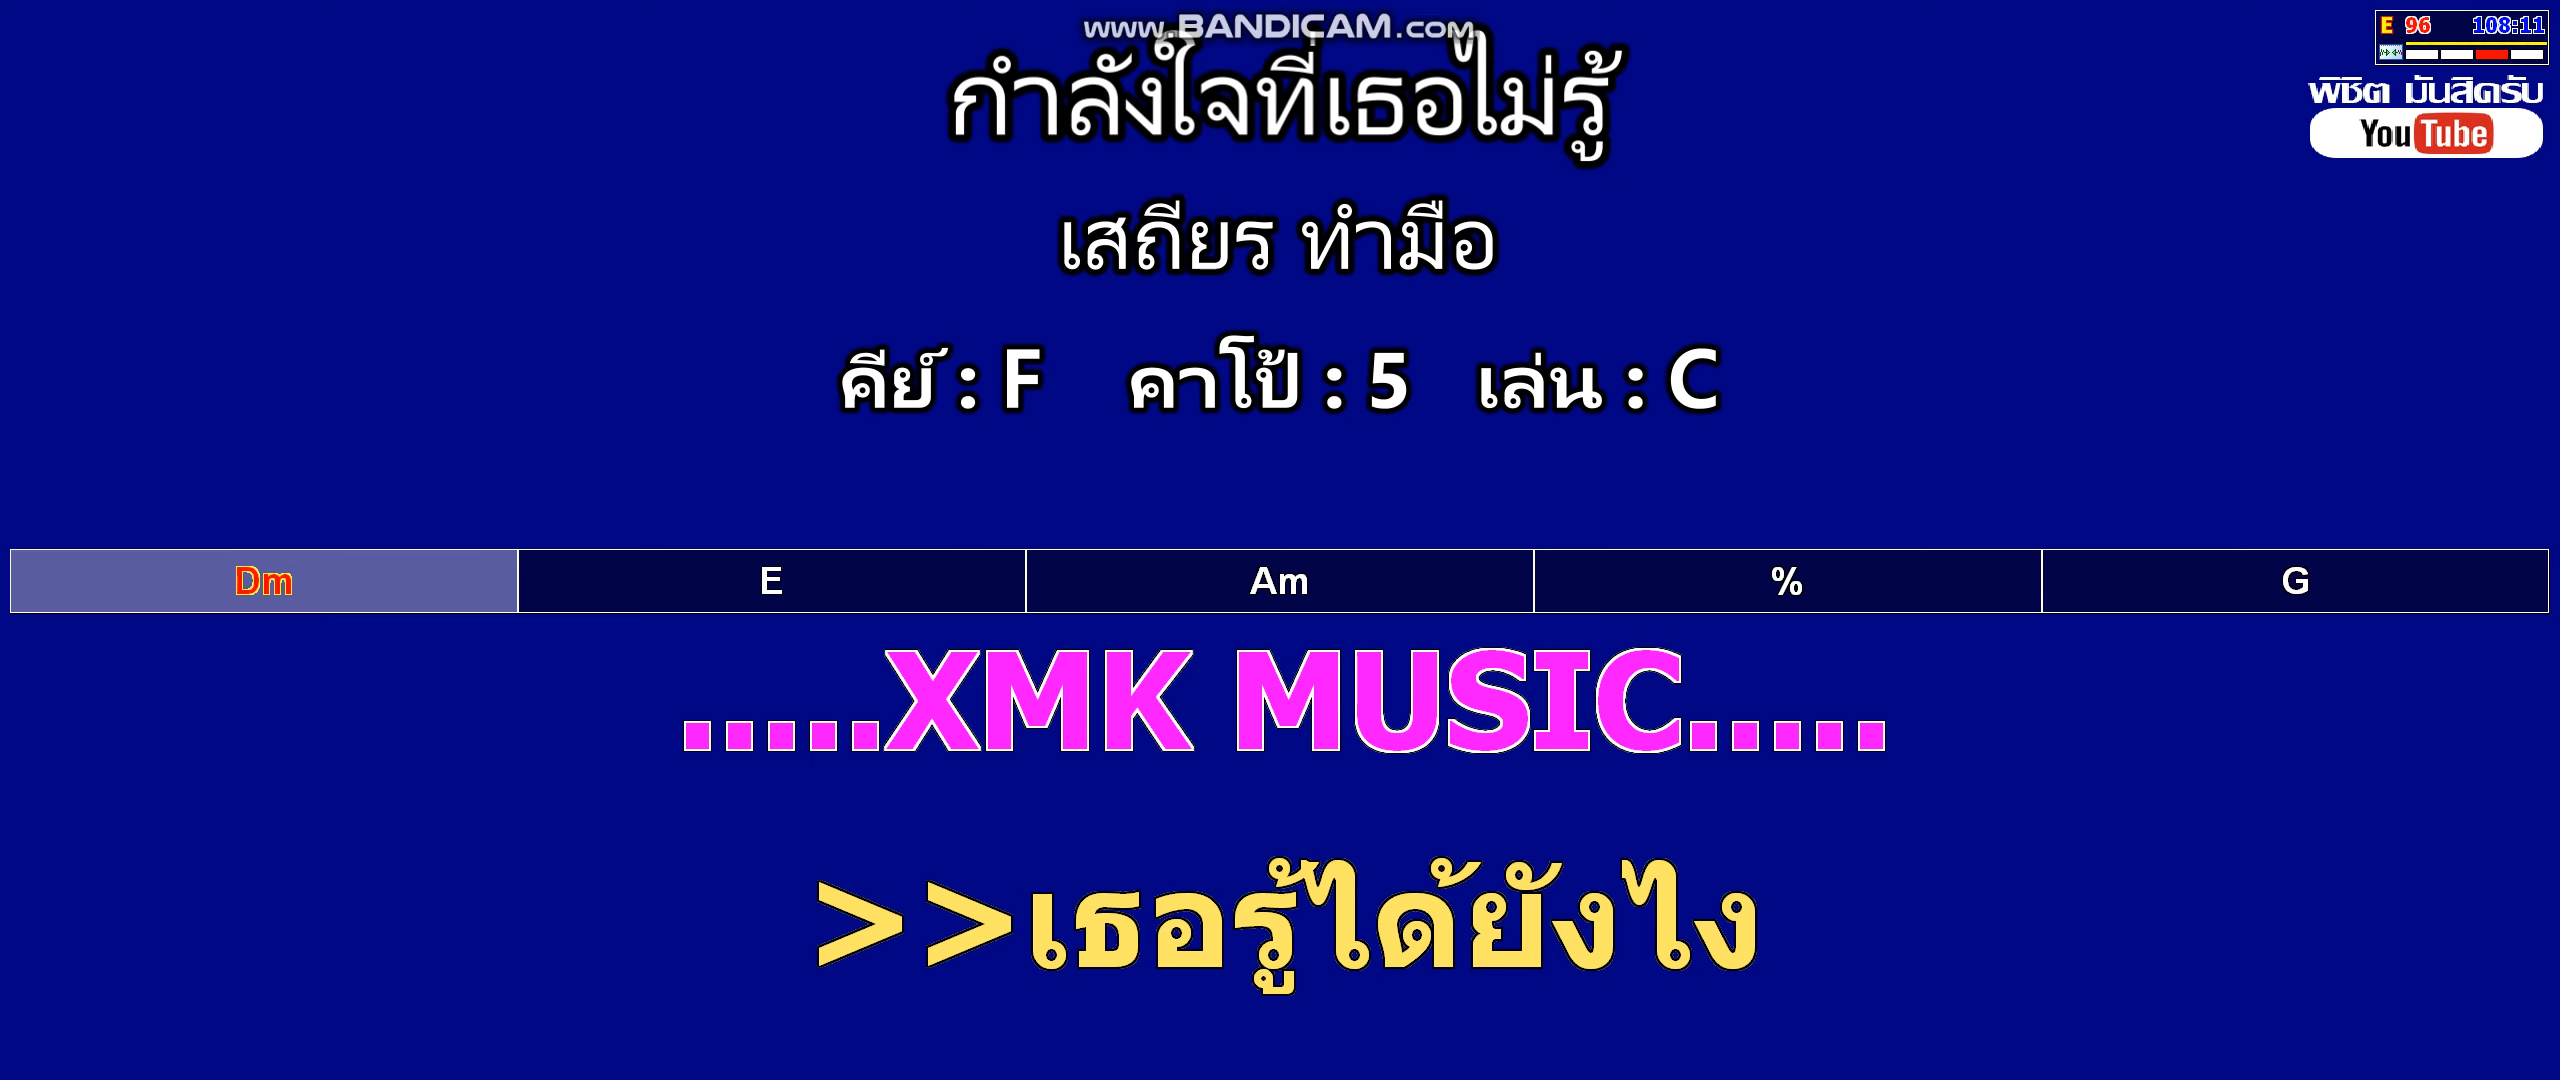 www.BANDICAM.com
E 96 108:11
กำลังใจที่เธอไม่รู้
พิชิต มันสิครับ
YouTube
เสถียร ทำมือ
คีย์ : F คาโป้ : 5 เล่น : C
Dm E Am % G
.....XMK MUSIC.....
>>เธอรู้ได้ยังไง